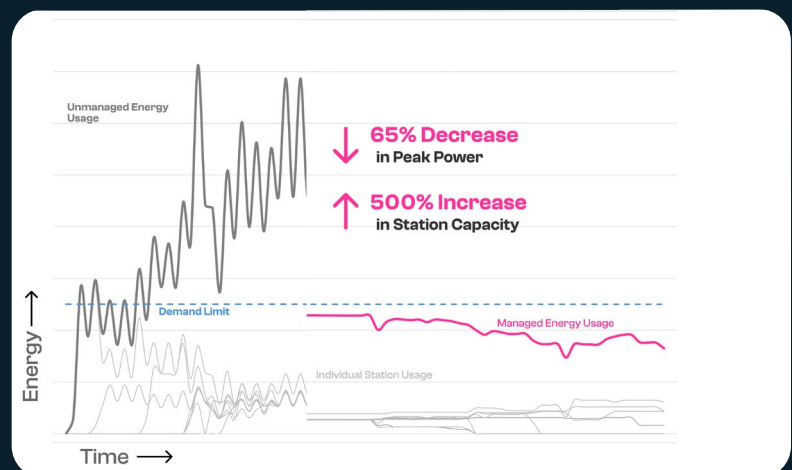 Unmanaged Energy
Usage
65% Decrease
in Peak Power
500% Increase
in Station Capacity
Demand Limit
Managed Energy Usage
Individual Station Usage
Energy
Time